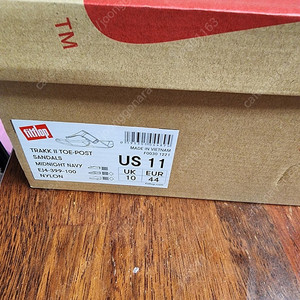 TM
fitflop
TRAKK II TOE-POST
SANDALS
MIDNIGHT NAVY
EJ4-399-100
NYLON
MADE IN VIETNAM
US 11
UK
10
EUR
44